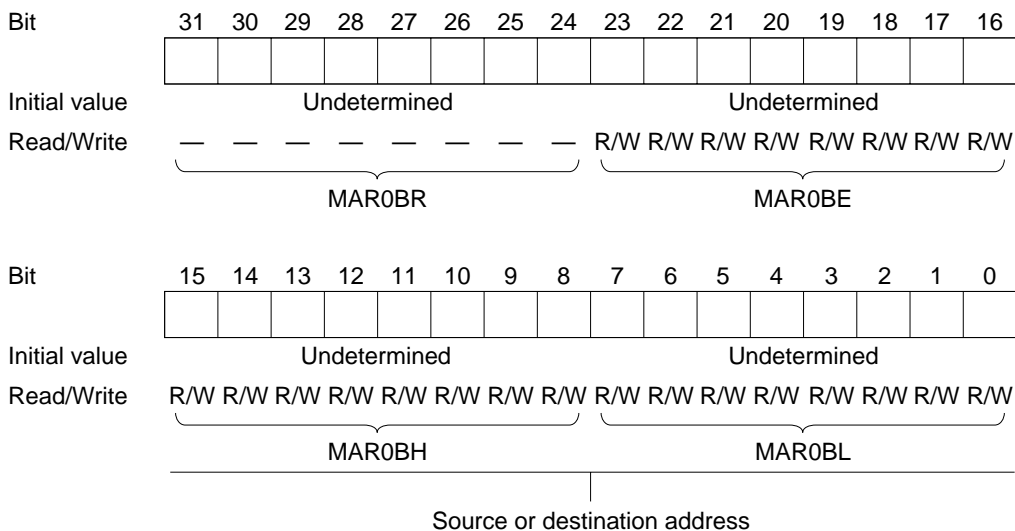 Bit 31 30 29 28 27 26 25 24 23 22 21 20 19 18 17 16
Initial value Undetermined Undetermined
Read/Write — — — — — — — — R/W R/W R/W R/W R/W R/W R/W R/W
MAR0BR MAR0BE
Bit 15 14 13 12 11 10 9 8 7 6 5 4 3 2 1 0
Initial value Undetermined Undetermined
Read/Write R/W R/W R/W R/W R/W R/W R/W R/W R/W R/W R/W R/W R/W R/W R/W R/W
MAR0BH MAR0BL
Source or destination address